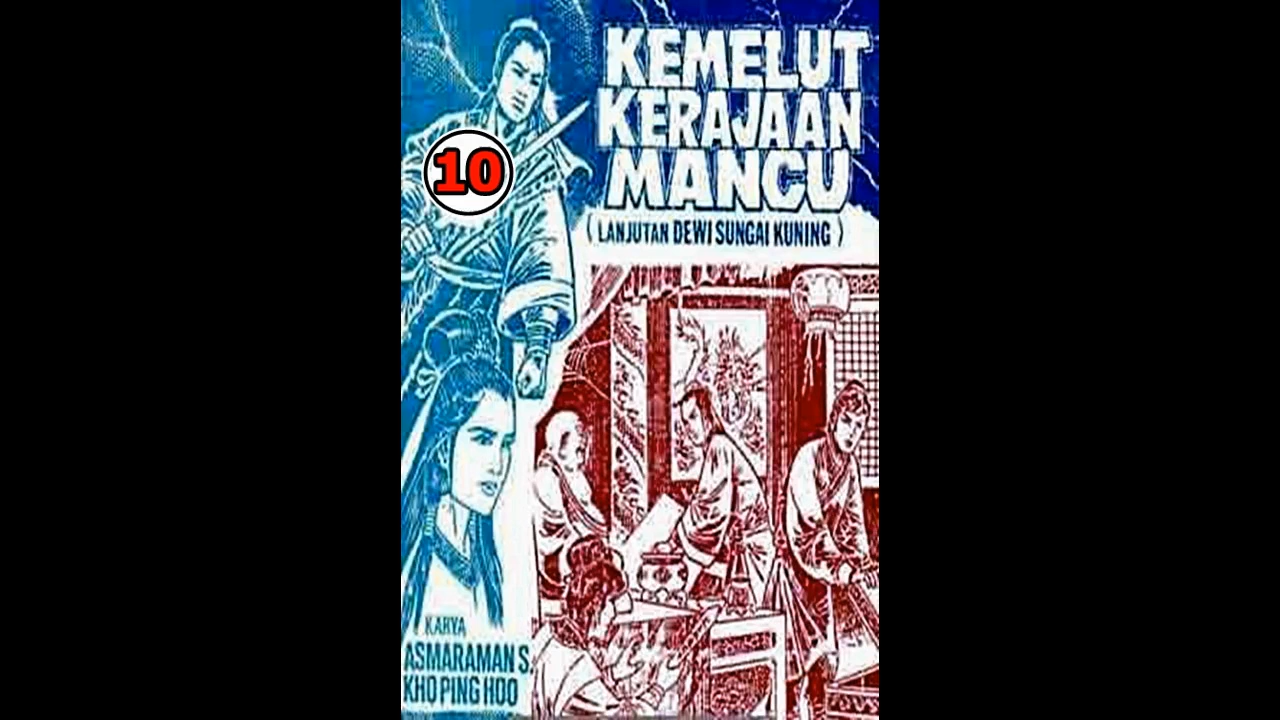 KEMELUT
KERAJAAN
MANCU
( LANJUTAN DEWI SUNGAI KUNING )
10
KARYA
ASMARAMAN S.
KHO PING HOO